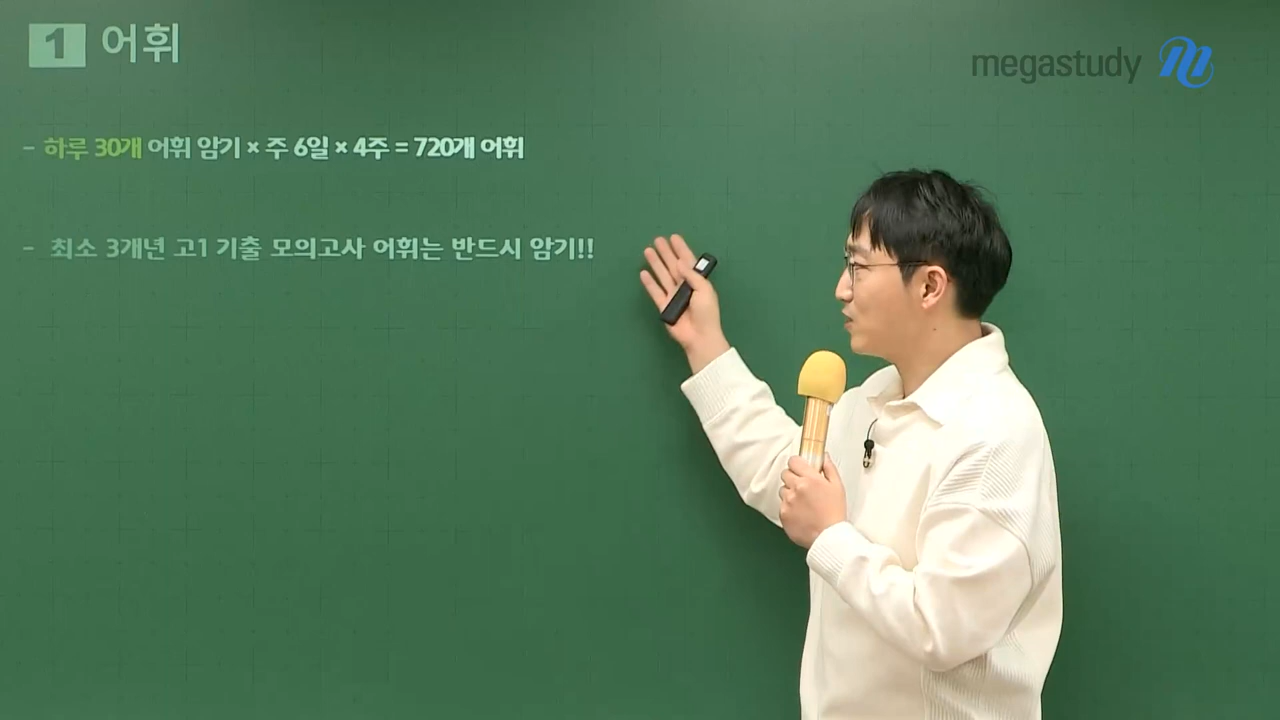 1 어휘
megastudy
- 하루 30개 어휘 암기 × 주 6일 × 4주 = 720개 어휘
- 최소 3개년 고1 기출 모의고사 어휘는 반드시 암기!!